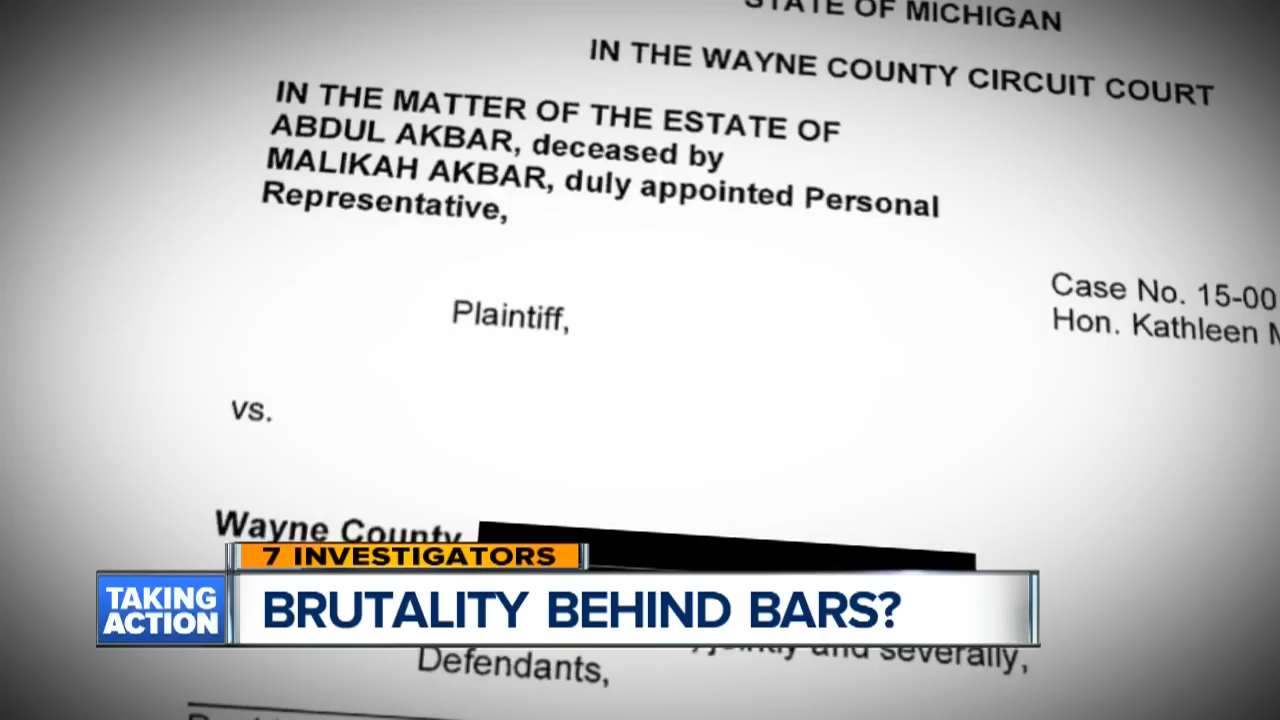 STATE OF MICHIGAN
IN THE WAYNE COUNTY CIRCUIT COURT
IN THE MATTER OF THE ESTATE OF
ABDUL AKBAR, deceased by
MALIKAH AKBAR, duly appointed Personal
Representative,
Case No. 15-00
Hon. Kathleen M
Plaintiff,
vs.
Wayne County
7 INVESTIGATORS
TAKING
ACTION
BRUTALITY BEHIND BARS?
, jointly and severally,
Defendants,